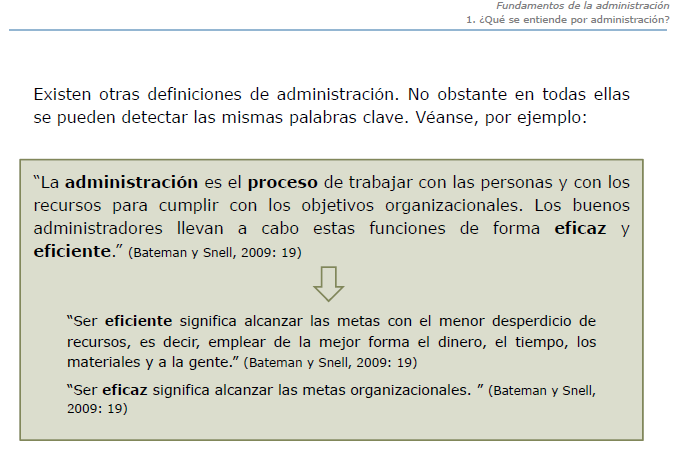 Fundamentos de la administración
1. ¿Qué se entiende por administración?
Existen otras definiciones de administración. No obstante en todas ellas
se pueden detectar las mismas palabras clave. Véanse, por ejemplo:
“La administración es el proceso de trabajar con las personas y con los
recursos para cumplir con los objetivos organizacionales. Los buenos
administradores llevan a cabo estas funciones de forma eficaz y
eficiente.” (Bateman y Snell, 2009: 19)
“Ser eficiente significa alcanzar las metas con el menor desperdicio de
recursos, es decir, emplear de la mejor forma el dinero, el tiempo, los
materiales y a la gente.” (Bateman y Snell, 2009: 19)
“Ser eficaz significa alcanzar las metas organizacionales. ” (Bateman y Snell,
2009: 19)